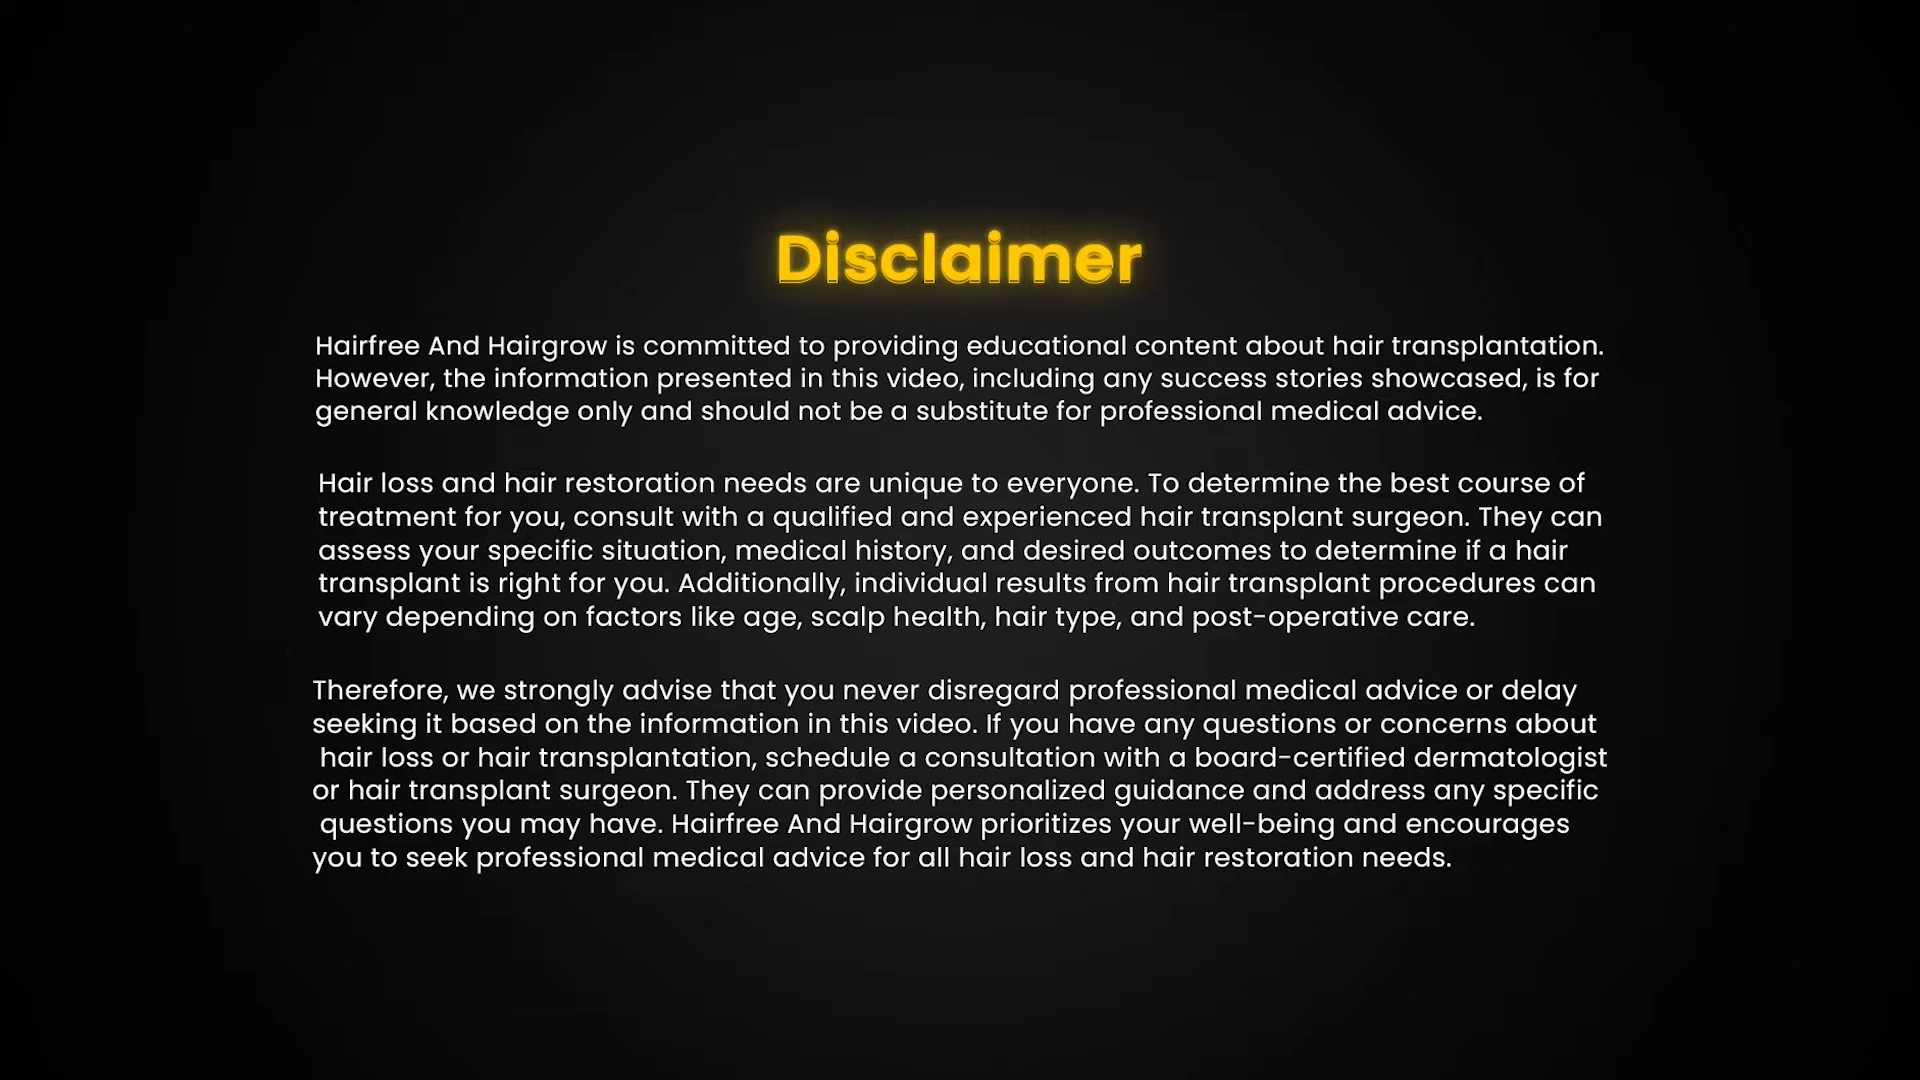 Disclaimer
Hairfree And Hairgrow is committed to providing educational content about hair transplantation.
However, the information presented in this video, including any success stories showcased, is for
general knowledge only and should not be a substitute for professional medical advice.
Hair loss and hair restoration needs are unique to everyone. To determine the best course of
treatment for you, consult with a qualified and experienced hair transplant surgeon. They can
assess your specific situation, medical history, and desired outcomes to determine if a hair
transplant is right for you. Additionally, individual results from hair transplant procedures can
vary depending on factors like age, scalp health, hair type, and post-operative care.
Therefore, we strongly advise that you never disregard professional medical advice or delay
seeking it based on the information in this video. If you have any questions or concerns about
hair loss or hair transplantation, schedule a consultation with a board-certified dermatologist
or hair transplant surgeon. They can provide personalized guidance and address any specific
questions you may have. Hairfree And Hairgrow prioritizes your well-being and encourages
you to seek professional medical advice for all hair loss and hair restoration needs.